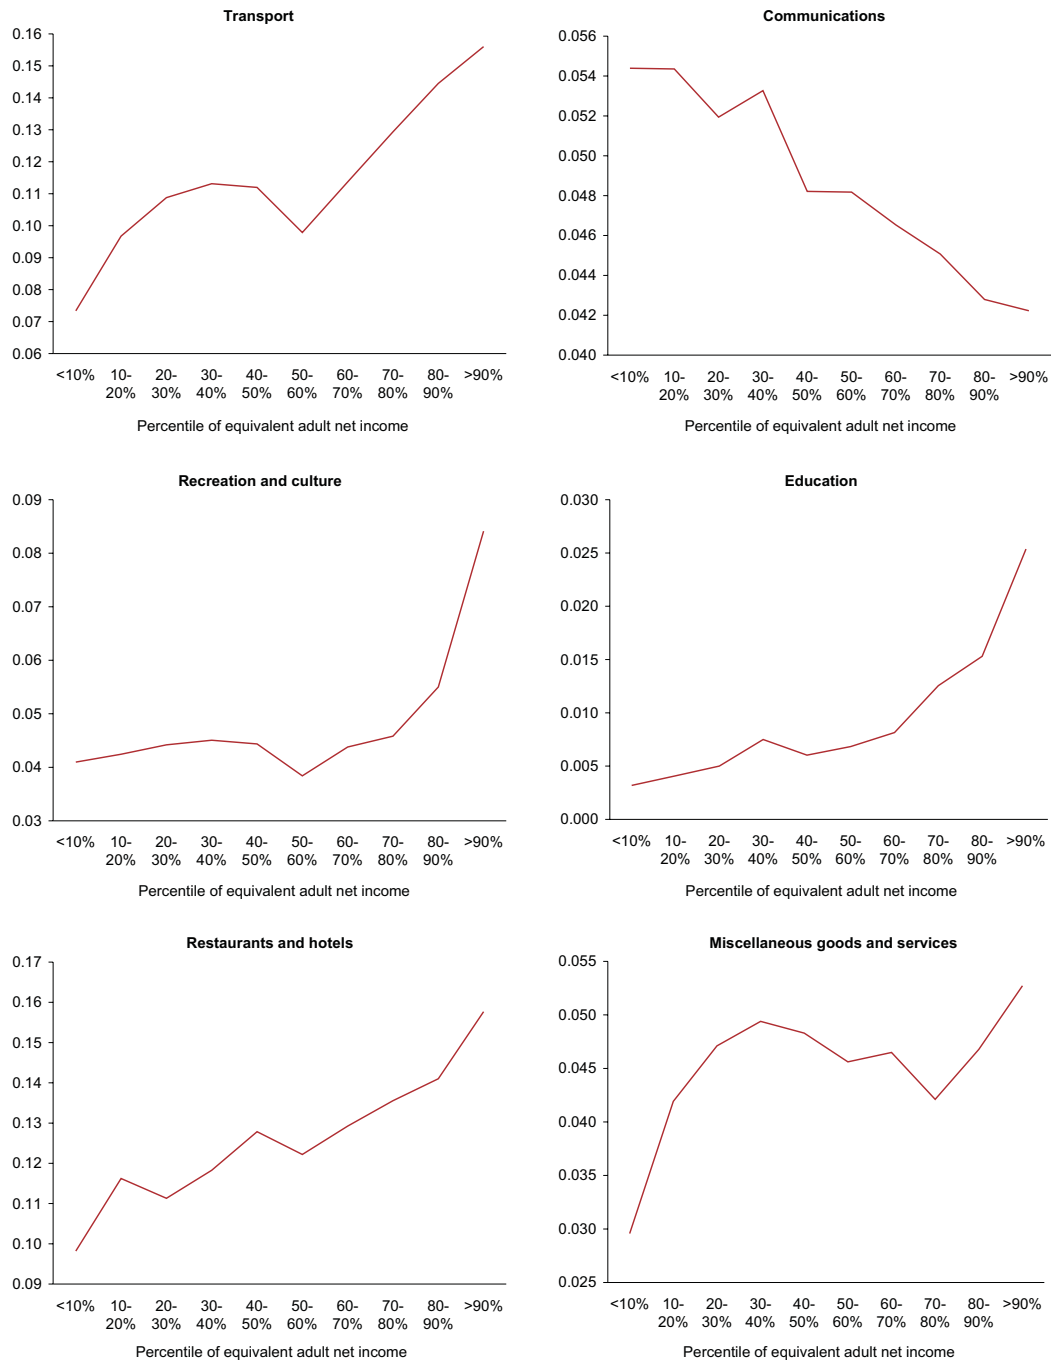 Transport
0.16
0.15
0.14
0.13
0.12
0.11
0.10
0.09
0.08
0.07
0.06
<10% 10- 20- 30- 40- 50- 60- 70- 80- >90%
20% 30% 40% 50% 60% 70% 80% 90%
Percentile of equivalent adult net income
Communications
0.056
0.054
0.052
0.050
0.048
0.046
0.044
0.042
0.040
<10% 10- 20- 30- 40- 50- 60- 70- 80- >90%
20% 30% 40% 50% 60% 70% 80% 90%
Percentile of equivalent adult net income
Recreation and culture
0.09
0.08
0.07
0.06
0.05
0.04
0.03
<10% 10- 20- 30- 40- 50- 60- 70- 80- >90%
20% 30% 40% 50% 60% 70% 80% 90%
Percentile of equivalent adult net income
Education
0.030
0.025
0.020
0.015
0.010
0.005
0.000
<10% 10- 20- 30- 40- 50- 60- 70- 80- >90%
20% 30% 40% 50% 60% 70% 80% 90%
Percentile of equivalent adult net income
Restaurants and hotels
0.17
0.16
0.15
0.14
0.13
0.12
0.11
0.10
0.09
<10% 10- 20- 30- 40- 50- 60- 70- 80- >90%
20% 30% 40% 50% 60% 70% 80% 90%
Percentile of equivalent adult net income
Miscellaneous goods and services
0.055
0.050
0.045
0.040
0.035
0.030
0.025
<10% 10- 20- 30- 40- 50- 60- 70- 80- >90%
20% 30% 40% 50% 60% 70% 80% 90%
Percentile of equivalent adult net income